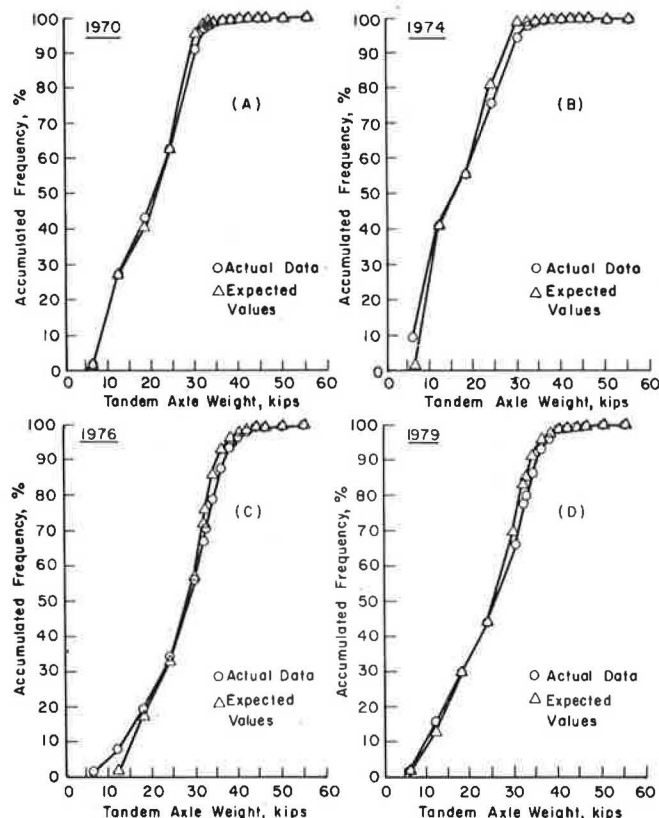 1970
Accumulated Frequency, %
100
90
80
70
60
50
40
30
20
10
0
(A)
Actual Data
Expected
Values
0 10 20 30 40 50 60
Tandem Axle Weight, kips
1974
Accumulated Frequency, %
100
90
80
70
60
50
40
30
20
10
0
(B)
Actual Data
Expected
Values
0 10 20 30 40 50 60
Tandem Axle Weight, kips
1976
Accumulated Frequency, %
100
90
80
70
60
50
40
30
20
10
0
(C)
Actual Data
Expected
Values
0 10 20 30 40 50 60
Tandem Axle Weight, kips
1979
Accumulated Frequency, %
100
90
80
70
60
50
40
30
20
10
0
(D)
Actual Data
Expected
Values
0 10 20 30 40 50 60
Tandem Axle Weight, kips